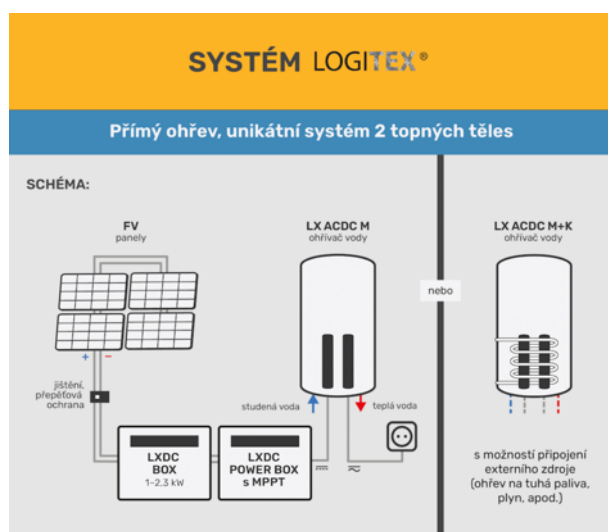 SYSTÉM LOGITEX®
Přímý ohřev, unikátní systém 2 topných těles
SCHÉMA:
FV
panely
LX ACDC M
ohřívač vody
LX ACDC M+K
ohřívač vody
nebo
+ −
jištění,
přepěťová
ochrana
studená voda
teplá voda
LXDC
BOX
1–2,3 kW
LXDC
POWER BOX
s MPPT
s možností připojení
externího zdroje
(ohřev na tuhá paliva,
plyn, apod.)